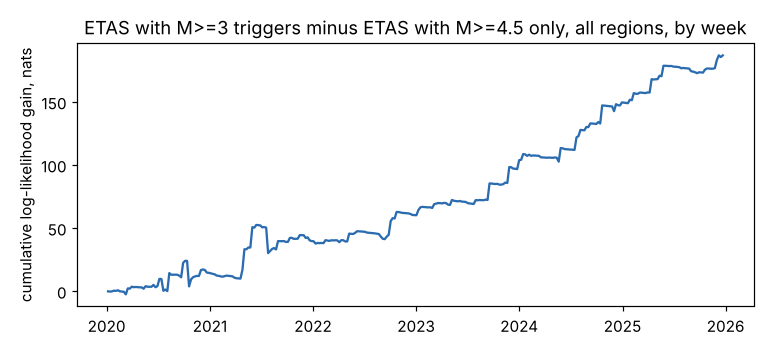 ETAS with M>=3 triggers minus ETAS with M>=4.5 only, all regions, by week
cumulative log-likelihood gain, nats
150
100
50
0
2020 2021 2022 2023 2024 2025 2026